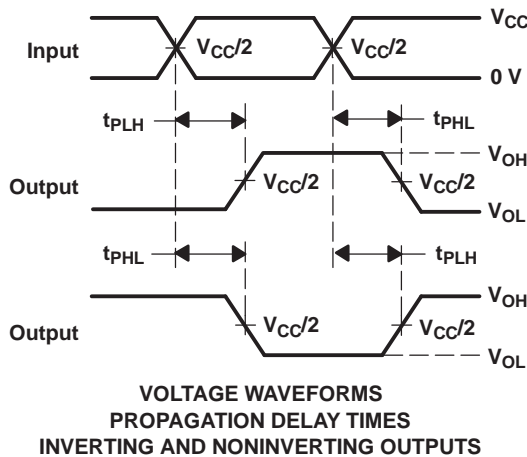 VCC
Input
VCC/2
VCC/2
0 V
tPLH
tPHL
VOH
Output
VCC/2
VCC/2
VOL
tPHL
tPLH
VOH
Output
VCC/2
VCC/2
VOL
VOLTAGE WAVEFORMS
PROPAGATION DELAY TIMES
INVERTING AND NONINVERTING OUTPUTS